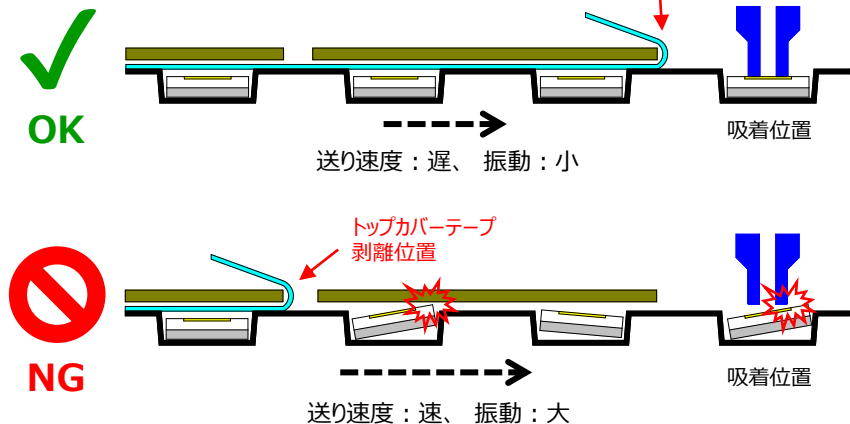 OK
吸着位置
送り速度：遅、 振動：小
トップカバーテープ
剥離位置
NG
吸着位置
送り速度：速、 振動：大